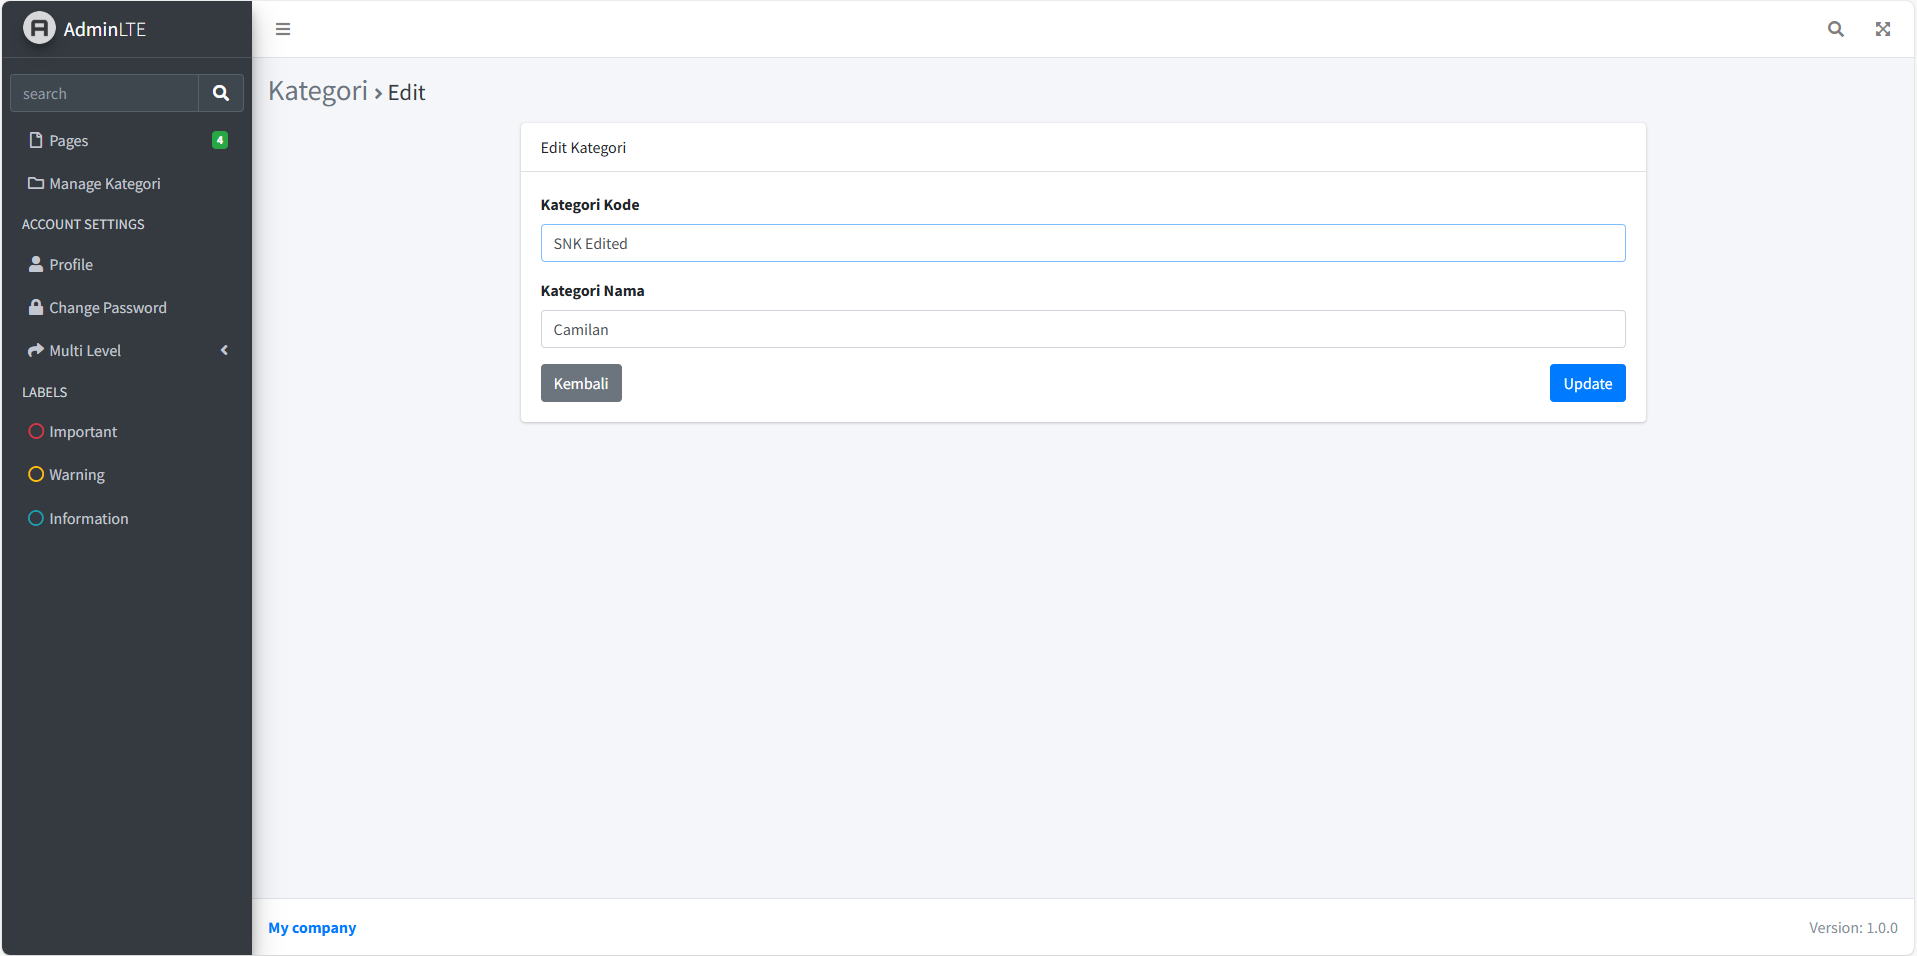 AdminLTE
search
Pages
4
Manage Kategori
ACCOUNT SETTINGS
Profile
Change Password
Multi Level
LABELS
Important
Warning
Information
Kategori › Edit
Edit Kategori
Kategori Kode
SNK Edited
Kategori Nama
Camilan
Kembali
Update
My company
Version: 1.0.0